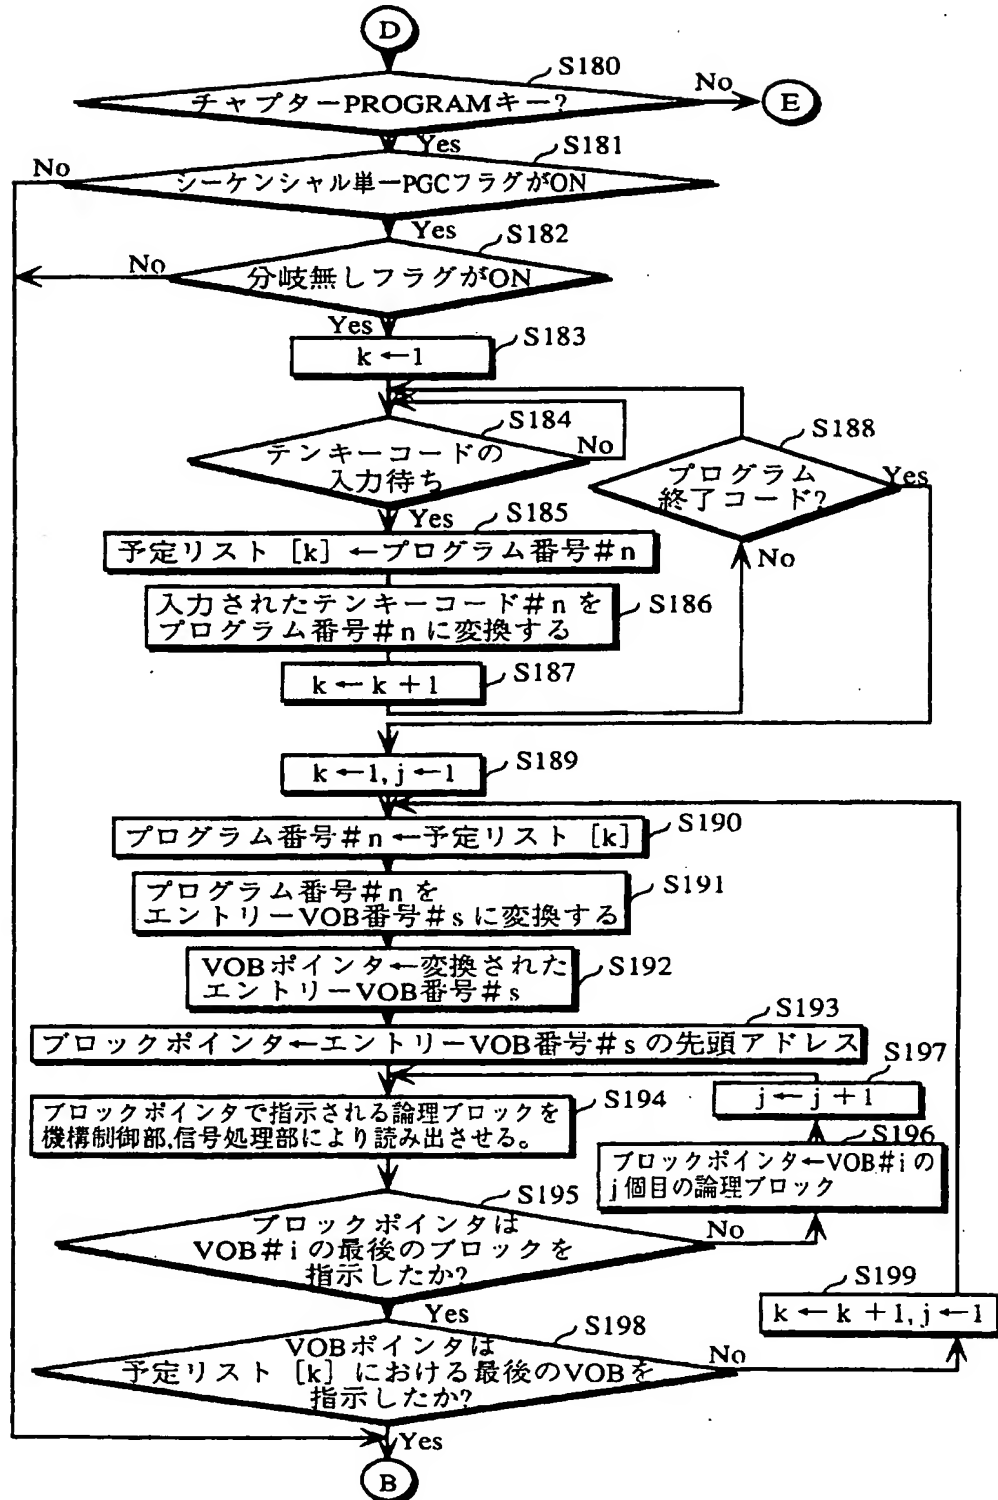 D
S180
チャプターPROGRAMキー?
No
E
Yes
S181
No
シーケンシャル単一PGCフラグがON
Yes
S182
No
分岐無しフラグがON
Yes
S183
k←1
S184
テンキーコードの
入力待ち
No
S188
プログラム
終了コード?
Yes
No
Yes
S185
予定リスト [k] ←プログラム番号#n
入力されたテンキーコード#nを
プログラム番号#nに変換する
S186
k←k+1
S187
k←1, j←1
S189
プログラム番号#n←予定リスト [k]
S190
プログラム番号#nを
エントリーVOB番号#sに変換する
S191
VOBポインタ←変換された
エントリーVOB番号#s
S192
S193
ブロックポインタ←エントリーVOB番号#sの先頭アドレス
S197
j←j+1
ブロックポインタで指示される論理ブロックを
機構制御部,信号処理部により読み出させる。
S194
S196
ブロックポインタ←VOB#iの
j個目の論理ブロック
S195
ブロックポインタは
VOB#iの最後のブロックを
指示したか?
No
Yes
S199
k←k+1, j←1
S198
VOBポインタは
予定リスト [k] における最後のVOBを
指示したか?
No
Yes
B